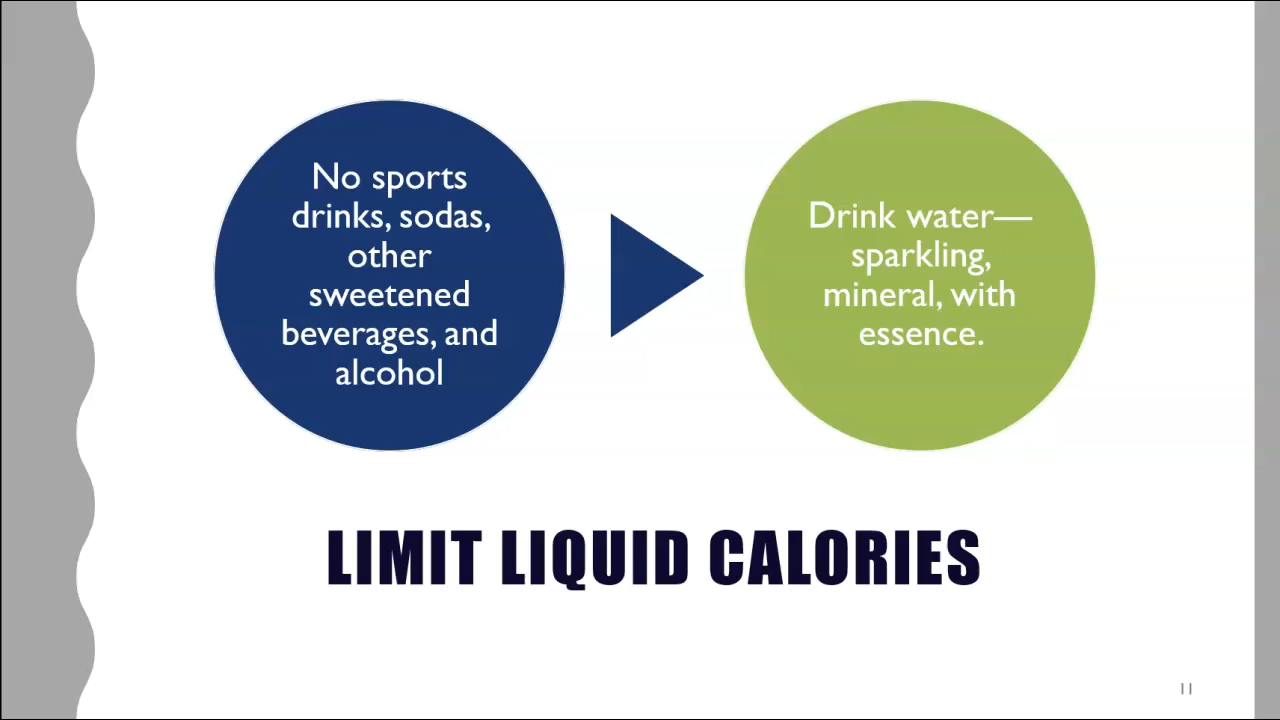 No sports
drinks, sodas,
other
sweetened
beverages, and
alcohol
Drink water—
sparkling,
mineral, with
essence.
LIMIT LIQUID CALORIES
11